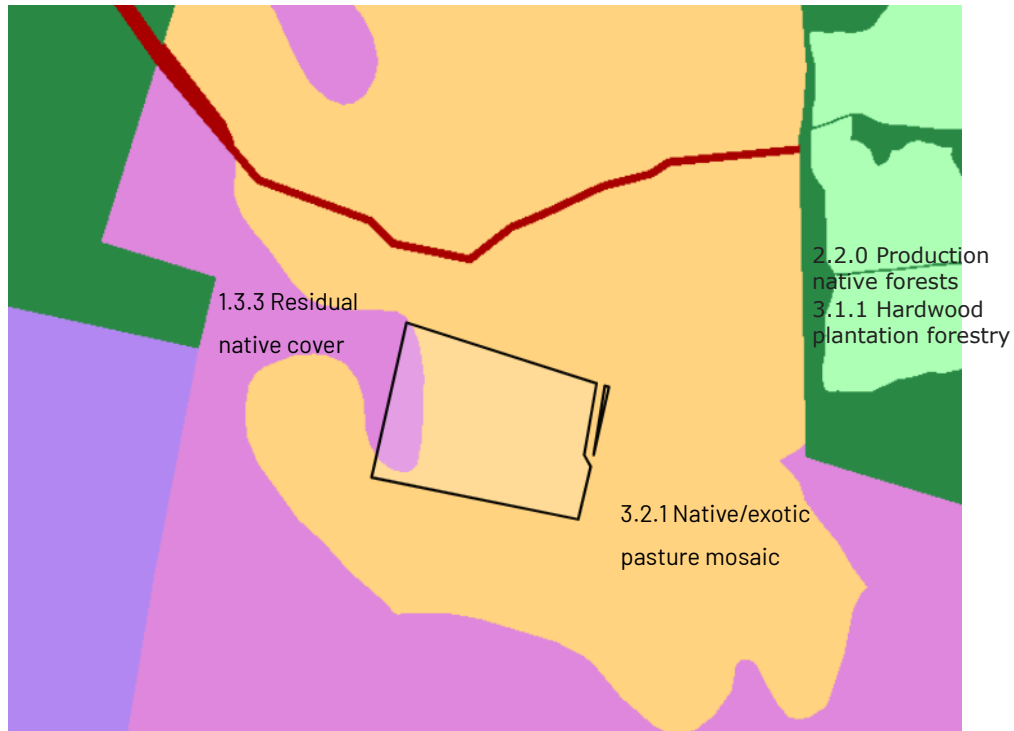 2.2.0 Production
native forests
3.1.1 Hardwood
plantation forestry
1.3.3 Residual
native cover
3.2.1 Native/exotic
pasture mosaic